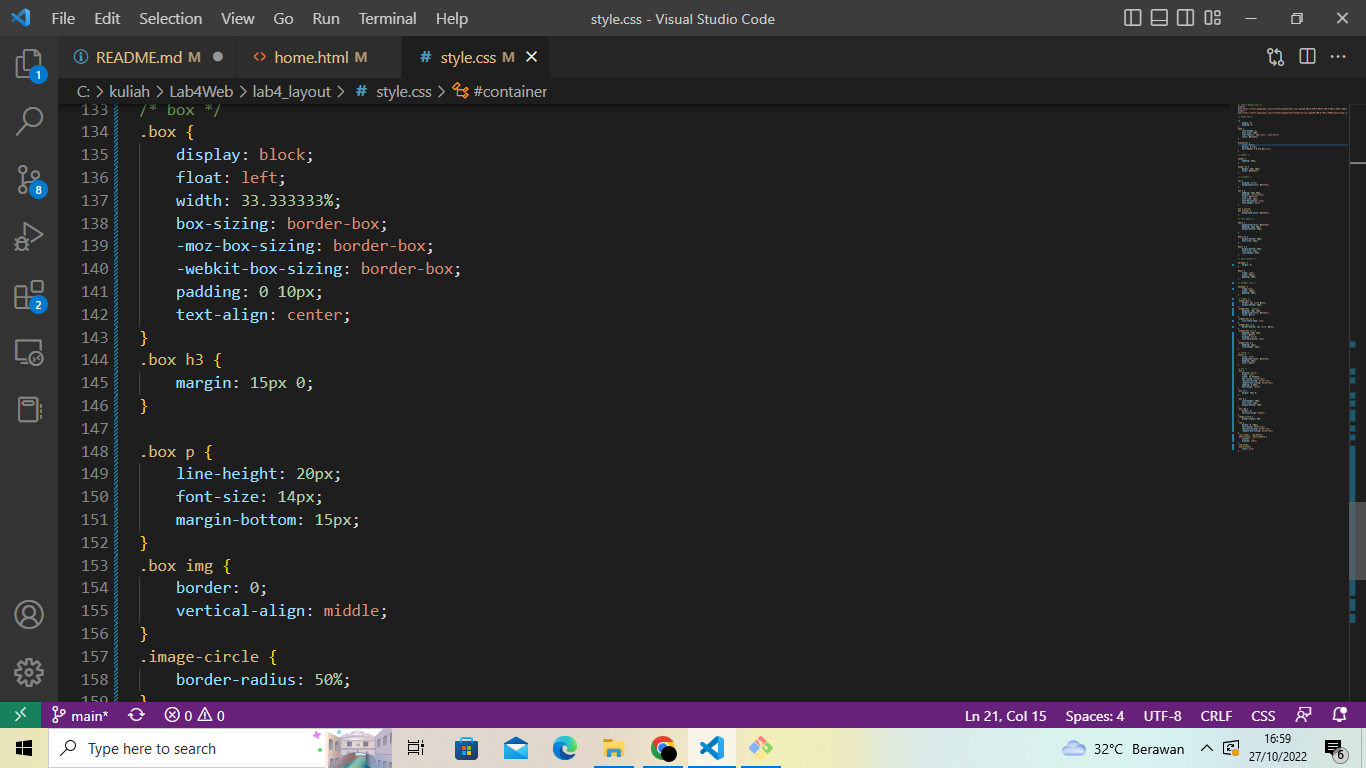 File Edit Selection View Go Run Terminal Help style.css - Visual Studio Code
README.md M home.html M # style.css M
C: > kuliah > Lab4Web > lab4_layout > # style.css > #container
133 /* box */
134 .box {
135 display: block;
136 float: left;
137 width: 33.333333%;
138 box-sizing: border-box;
139 -moz-box-sizing: border-box;
140 -webkit-box-sizing: border-box;
141 padding: 0 10px;
142 text-align: center;
143 }
144 .box h3 {
145 margin: 15px 0;
146 }
147
148 .box p {
149 line-height: 20px;
150 font-size: 14px;
151 margin-bottom: 15px;
152 }
153 .box img {
154 border: 0;
155 vertical-align: middle;
156 }
157 .image-circle {
158 border-radius: 50%;
159 }
1
8
2
main* 0 0 Ln 21, Col 15 Spaces: 4 UTF-8 CRLF CSS
Type here to search 32°C Berawan 16:59
27/10/2022 6